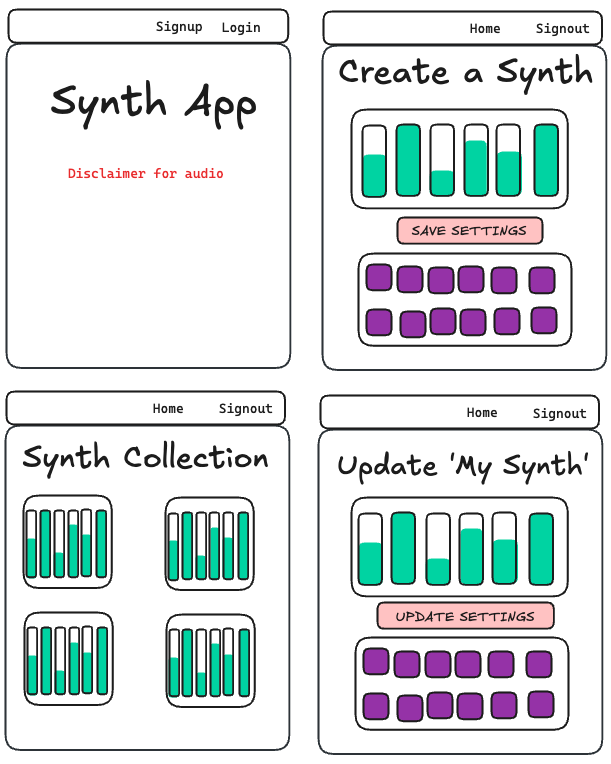 Signup Login
Synth App
Disclaimer for audio
Home Signout
Create a Synth
SAVE SETTINGS
Home Signout
Synth Collection
Home Signout
Update 'My Synth'
UPDATE SETTINGS